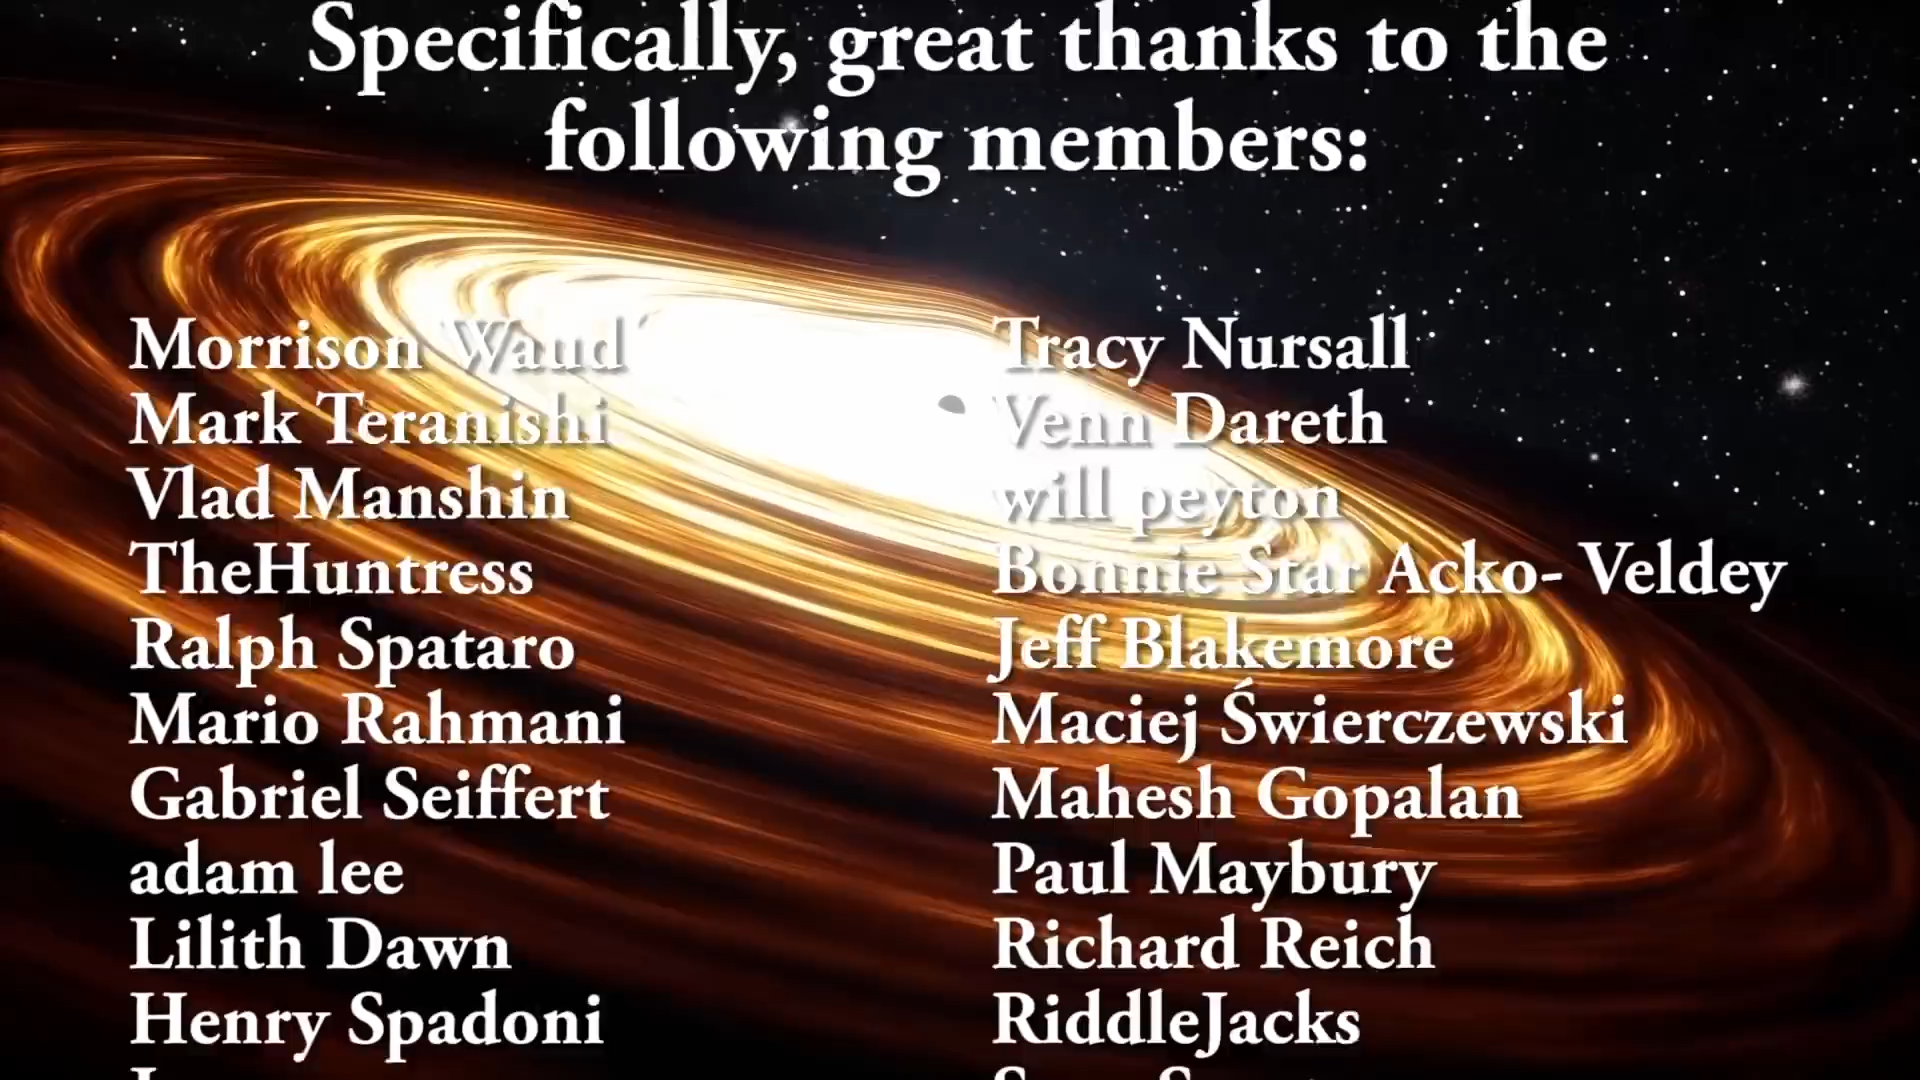 Specifically, great thanks to the
following members:
Morrison Waud
Mark Teranishi
Vlad Manshin
TheHuntress
Ralph Spataro
Mario Rahmani
Gabriel Seiffert
adam lee
Lilith Dawn
Henry Spadoni
Tracy Nursall
Venn Dareth
will peyton
Bonnie Star Acko- Veldey
Jeff Blakemore
Maciej Świerczewski
Mahesh Gopalan
Paul Maybury
Richard Reich
RiddleJacks